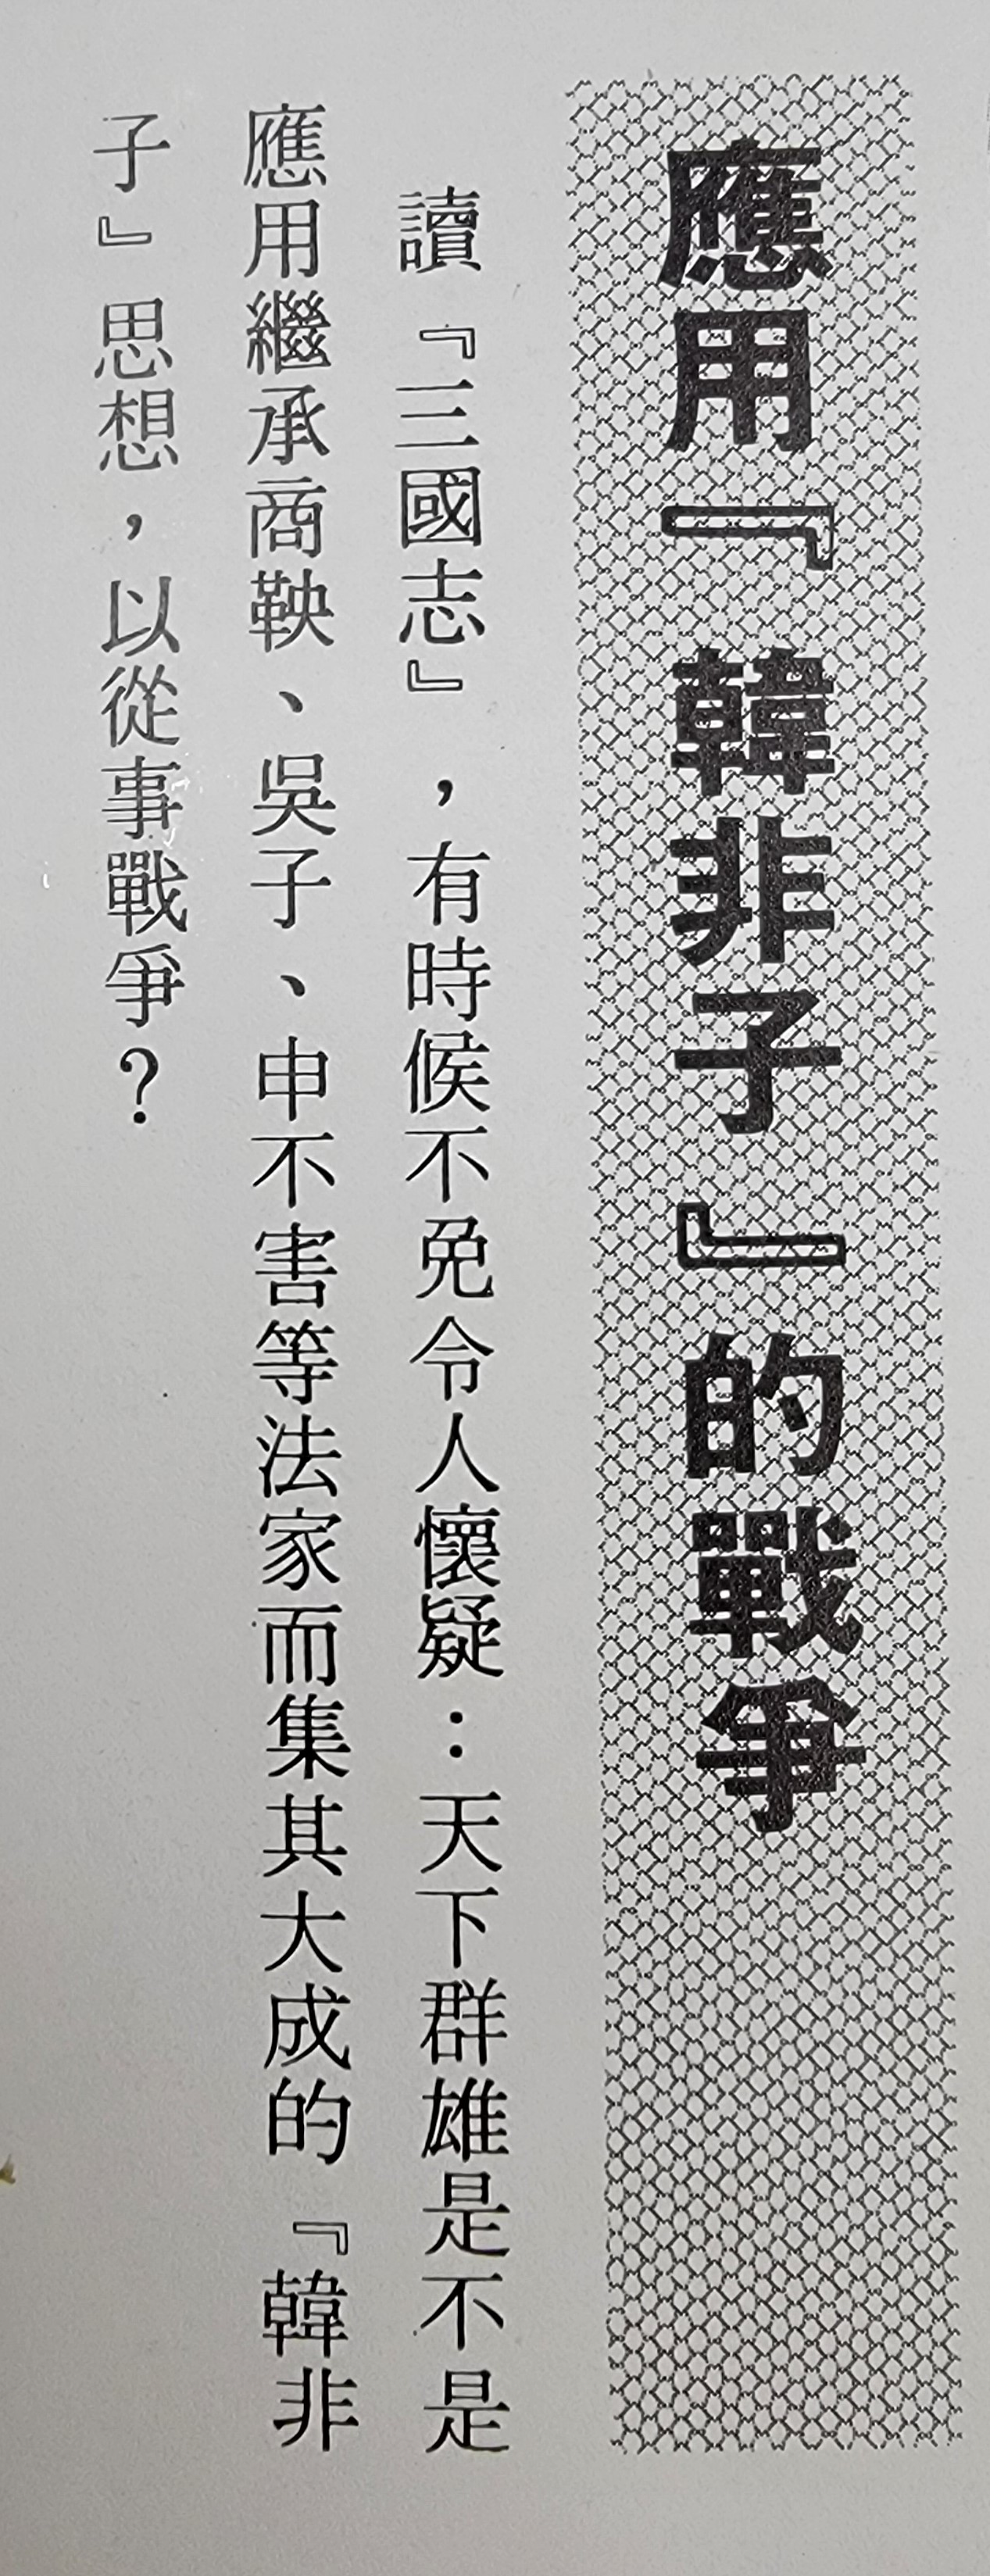 應用『韓非子』的戰爭
讀『三國志』，有時候不免令人懷疑：天下群雄是不是
應用繼承商鞅、吳子、申不害等法家而集其大成的『韓非
子』思想，以從事戰爭？